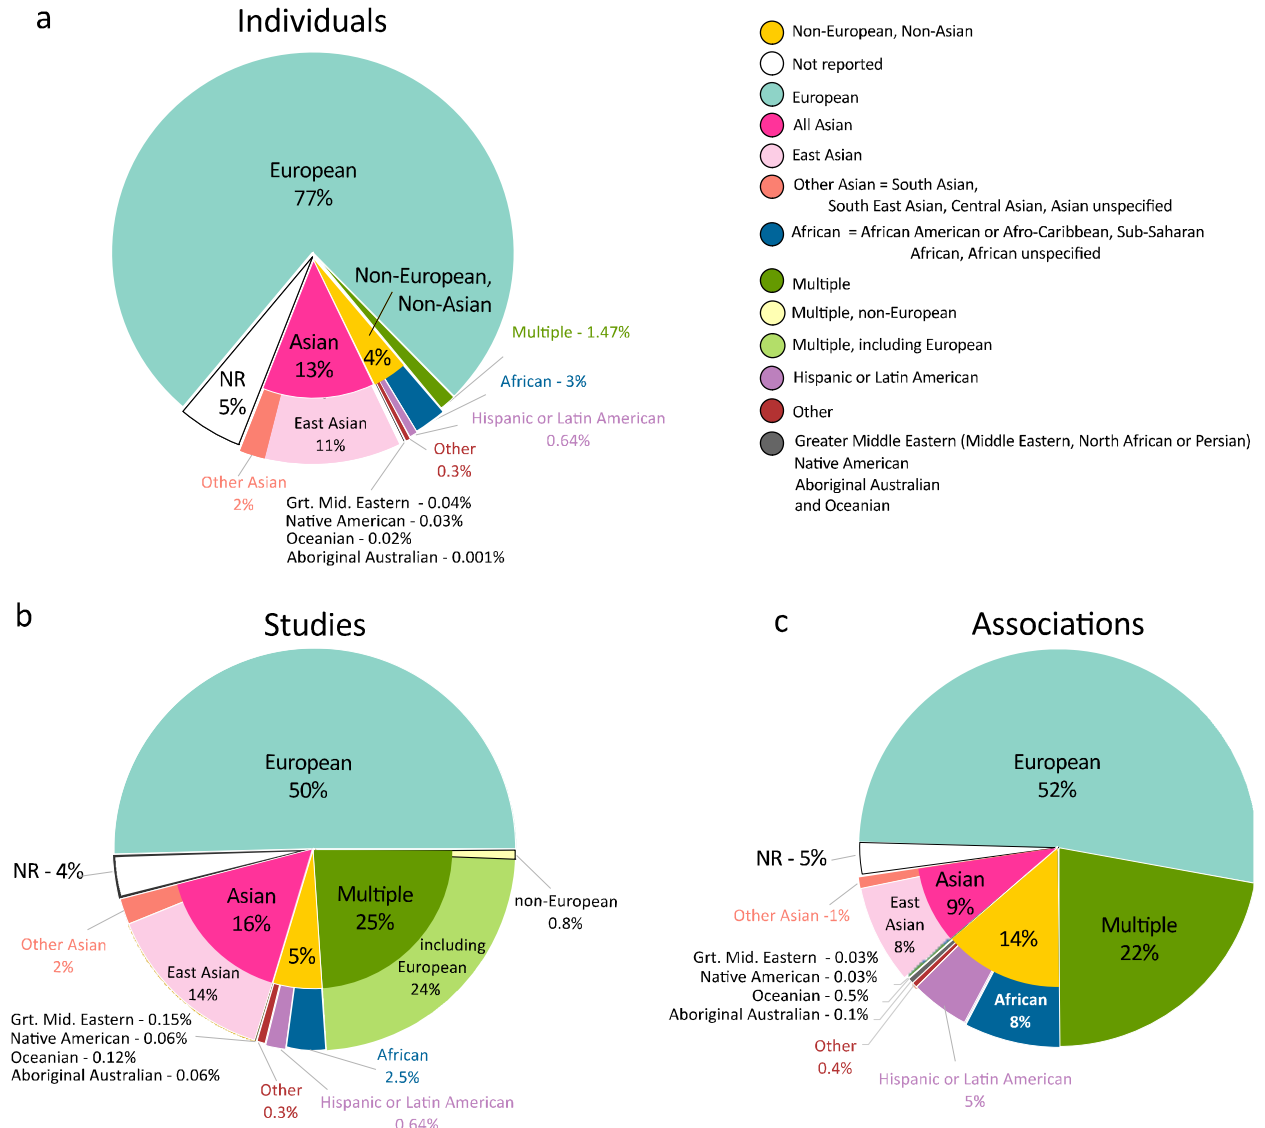 a
Individuals
European
77%
Non-European,
Non-Asian
Asian
13%
4%
NR
5%
East Asian
11%
Multiple - 1.47%
African - 3%
Hispanic or Latin American
0.64%
Other
0.3%
Other Asian
2%
Grt. Mid. Eastern - 0.04%
Native American - 0.03%
Oceanian - 0.02%
Aboriginal Australian - 0.001%
Non-European, Non-Asian
Not reported
European
All Asian
East Asian
Other Asian = South Asian,
South East Asian, Central Asian, Asian unspecified
African = African American or Afro-Caribbean, Sub-Saharan
African, African unspecified
Multiple
Multiple, non-European
Multiple, including European
Hispanic or Latin American
Other
Greater Middle Eastern (Middle Eastern, North African or Persian)
Native American
Aboriginal Australian
and Oceanian
b
Studies
European
50%
NR - 4%
Asian
16%
Multiple
25%
5%
non-European
0.8%
including
European
24%
Other Asian
2%
East Asian
14%
Grt. Mid. Eastern - 0.15%
Native American - 0.06%
Oceanian - 0.12%
Aboriginal Australian - 0.06%
African
2.5%
Other
0.3%
Hispanic or Latin American
0.64%
c
Associations
European
52%
NR - 5%
Asian
9%
14%
Multiple
22%
Other Asian -1%
East
Asian
8%
Grt. Mid. Eastern - 0.03%
Native American - 0.03%
Oceanian - 0.5%
Aboriginal Australian - 0.1%
African
8%
Other
0.4%
Hispanic or Latin American
5%